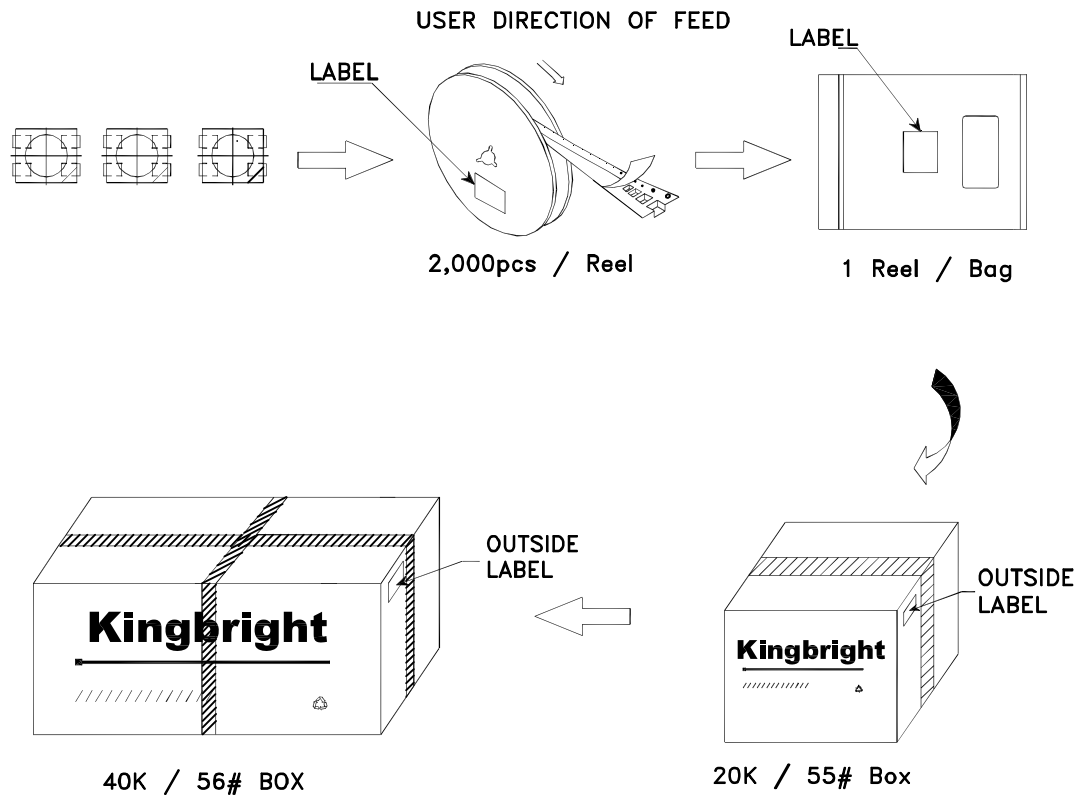 USER DIRECTION OF FEED
LABEL
LABEL
2,000pcs / Reel
1 Reel / Bag
OUTSIDE
LABEL
OUTSIDE
LABEL
Kingbright
Kingbright
40K / 56# BOX
20K / 55# Box